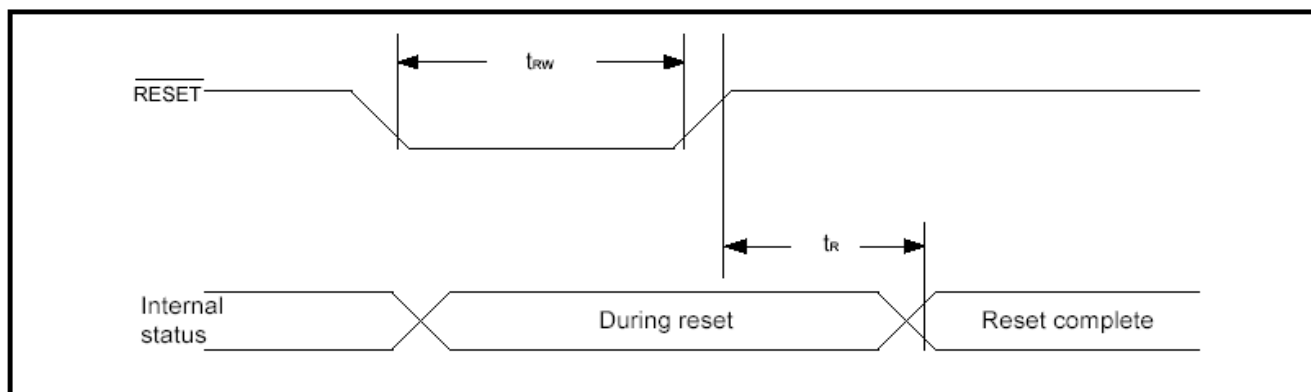 tRW
RESET
tR
Internal
status
During reset
Reset complete